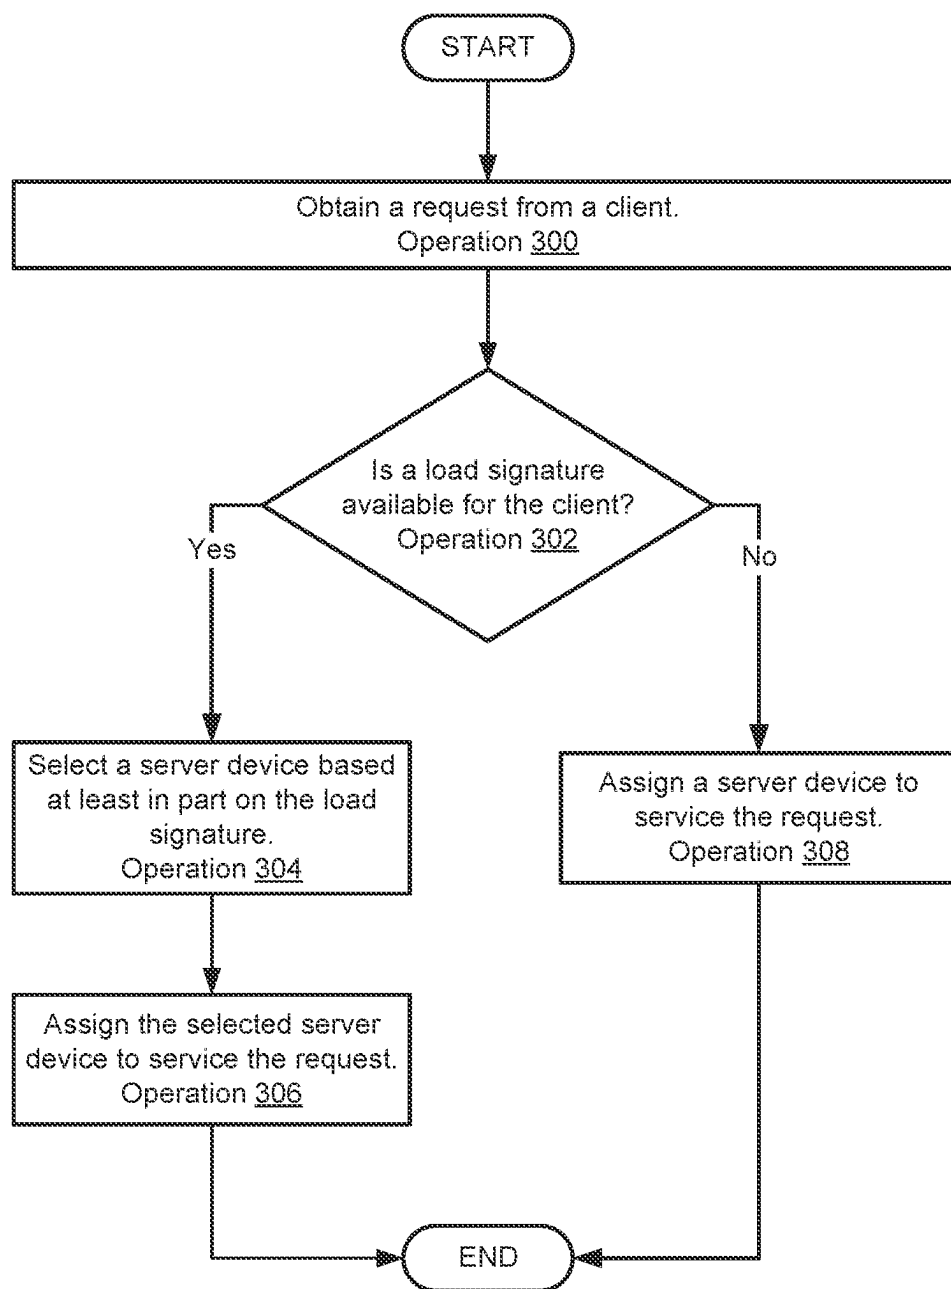 START
Obtain a request from a client.
Operation 300
Is a load signature
available for the client?
Operation 302
Yes
No
Select a server device based
at least in part on the load
signature.
Operation 304
Assign a server device to
service the request.
Operation 308
Assign the selected server
device to service the request.
Operation 306
END